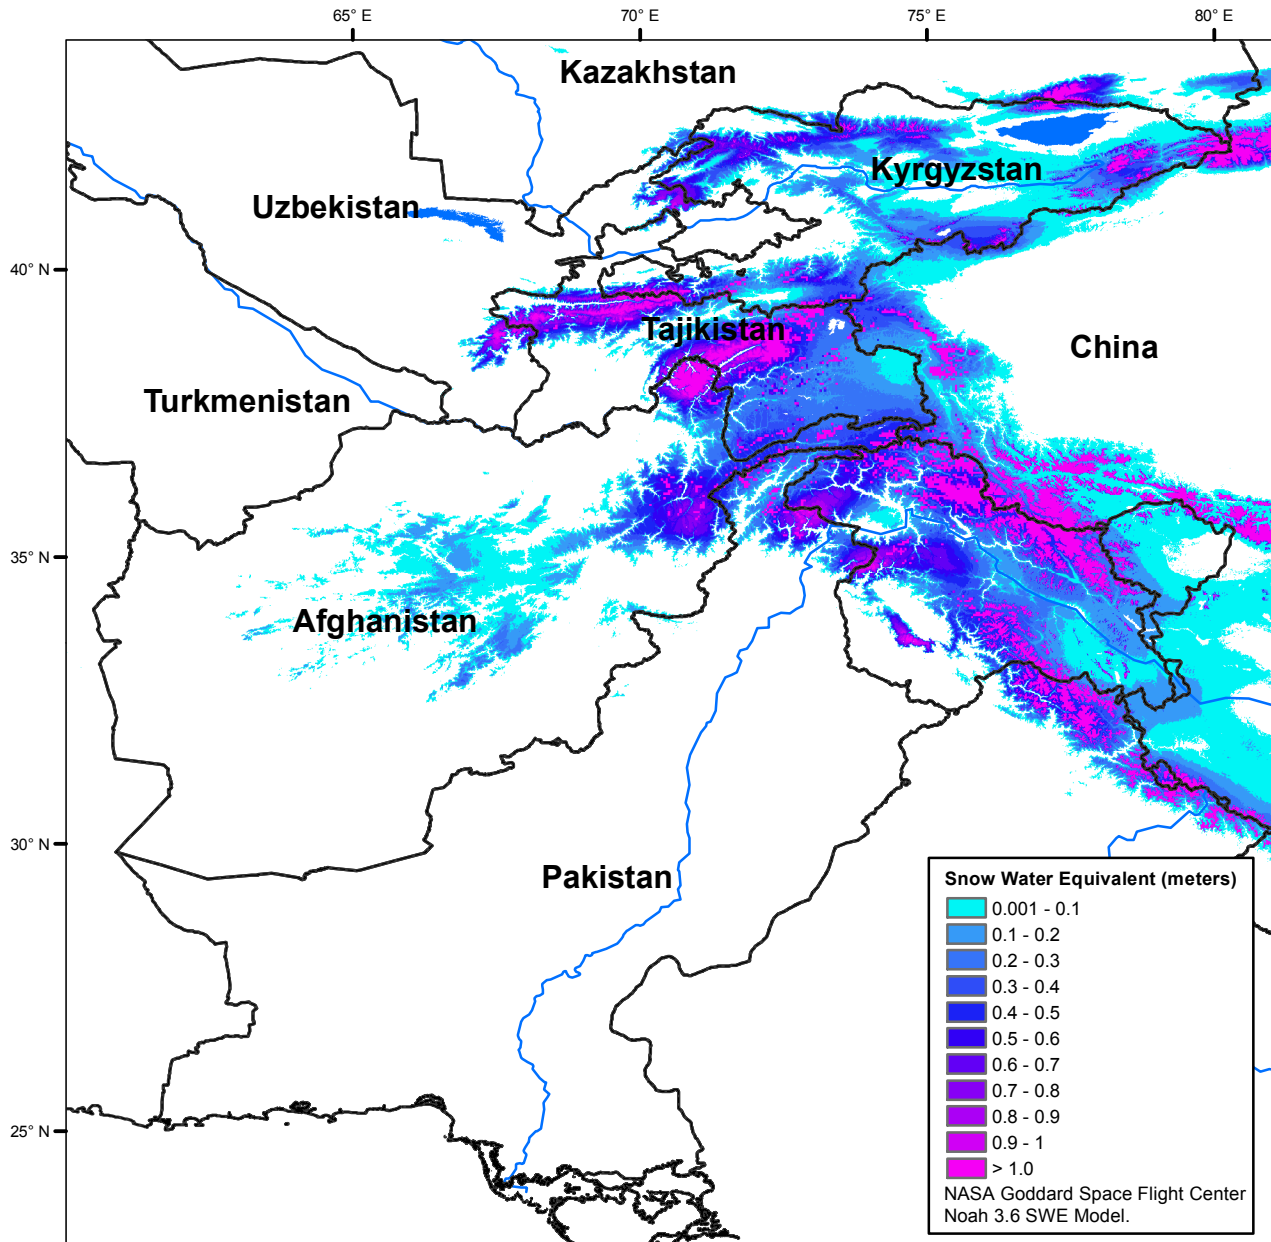 65° E
70° E
75° E
80° E
Kazakhstan
Kyrgyzstan
Uzbekistan
40° N
Tajikistan
China
Turkmenistan
35° N
Afghanistan
30° N
Pakistan
25° N
Snow Water Equivalent (meters)
0.001 - 0.1
0.1 - 0.2
0.2 - 0.3
0.3 - 0.4
0.4 - 0.5
0.5 - 0.6
0.6 - 0.7
0.7 - 0.8
0.8 - 0.9
0.9 - 1
> 1.0
NASA Goddard Space Flight Center
Noah 3.6 SWE Model.